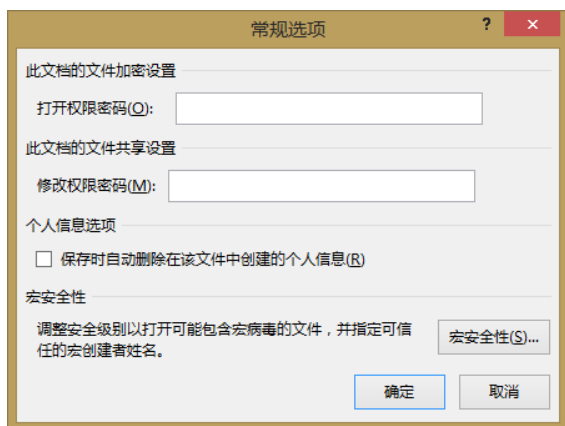 常规选项
? ×
此文档的文件加密设置
打开权限密码(O):
此文档的文件共享设置
修改权限密码(M):
个人信息选项
保存时自动删除在该文件中创建的个人信息(R)
宏安全性
调整安全级别以打开可能包含宏病毒的文件，并指定可信
任的宏创建者姓名。
宏安全性(S)...
确定
取消